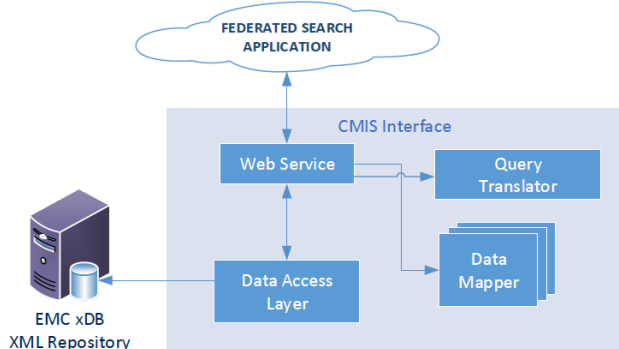 FEDERATED SEARCH
APPLICATION
CMIS Interface
Web Service
Query
Translator
Data Access
Layer
Data
Mapper
EMC xDB
XML Repository